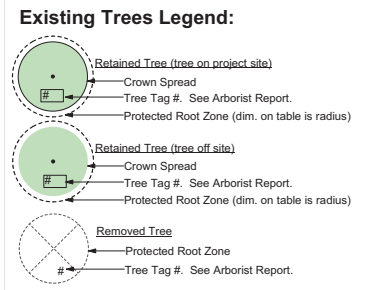 Existing Trees Legend:
Retained Tree (tree on project site)
Crown Spread
#
Tree Tag #. See Arborist Report.
Protected Root Zone (dim. on table is radius)
Retained Tree (tree off site)
Crown Spread
#
Tree Tag #. See Arborist Report.
Protected Root Zone (dim. on table is radius)
Removed Tree
Protected Root Zone
#
Tree Tag #. See Arborist Report.